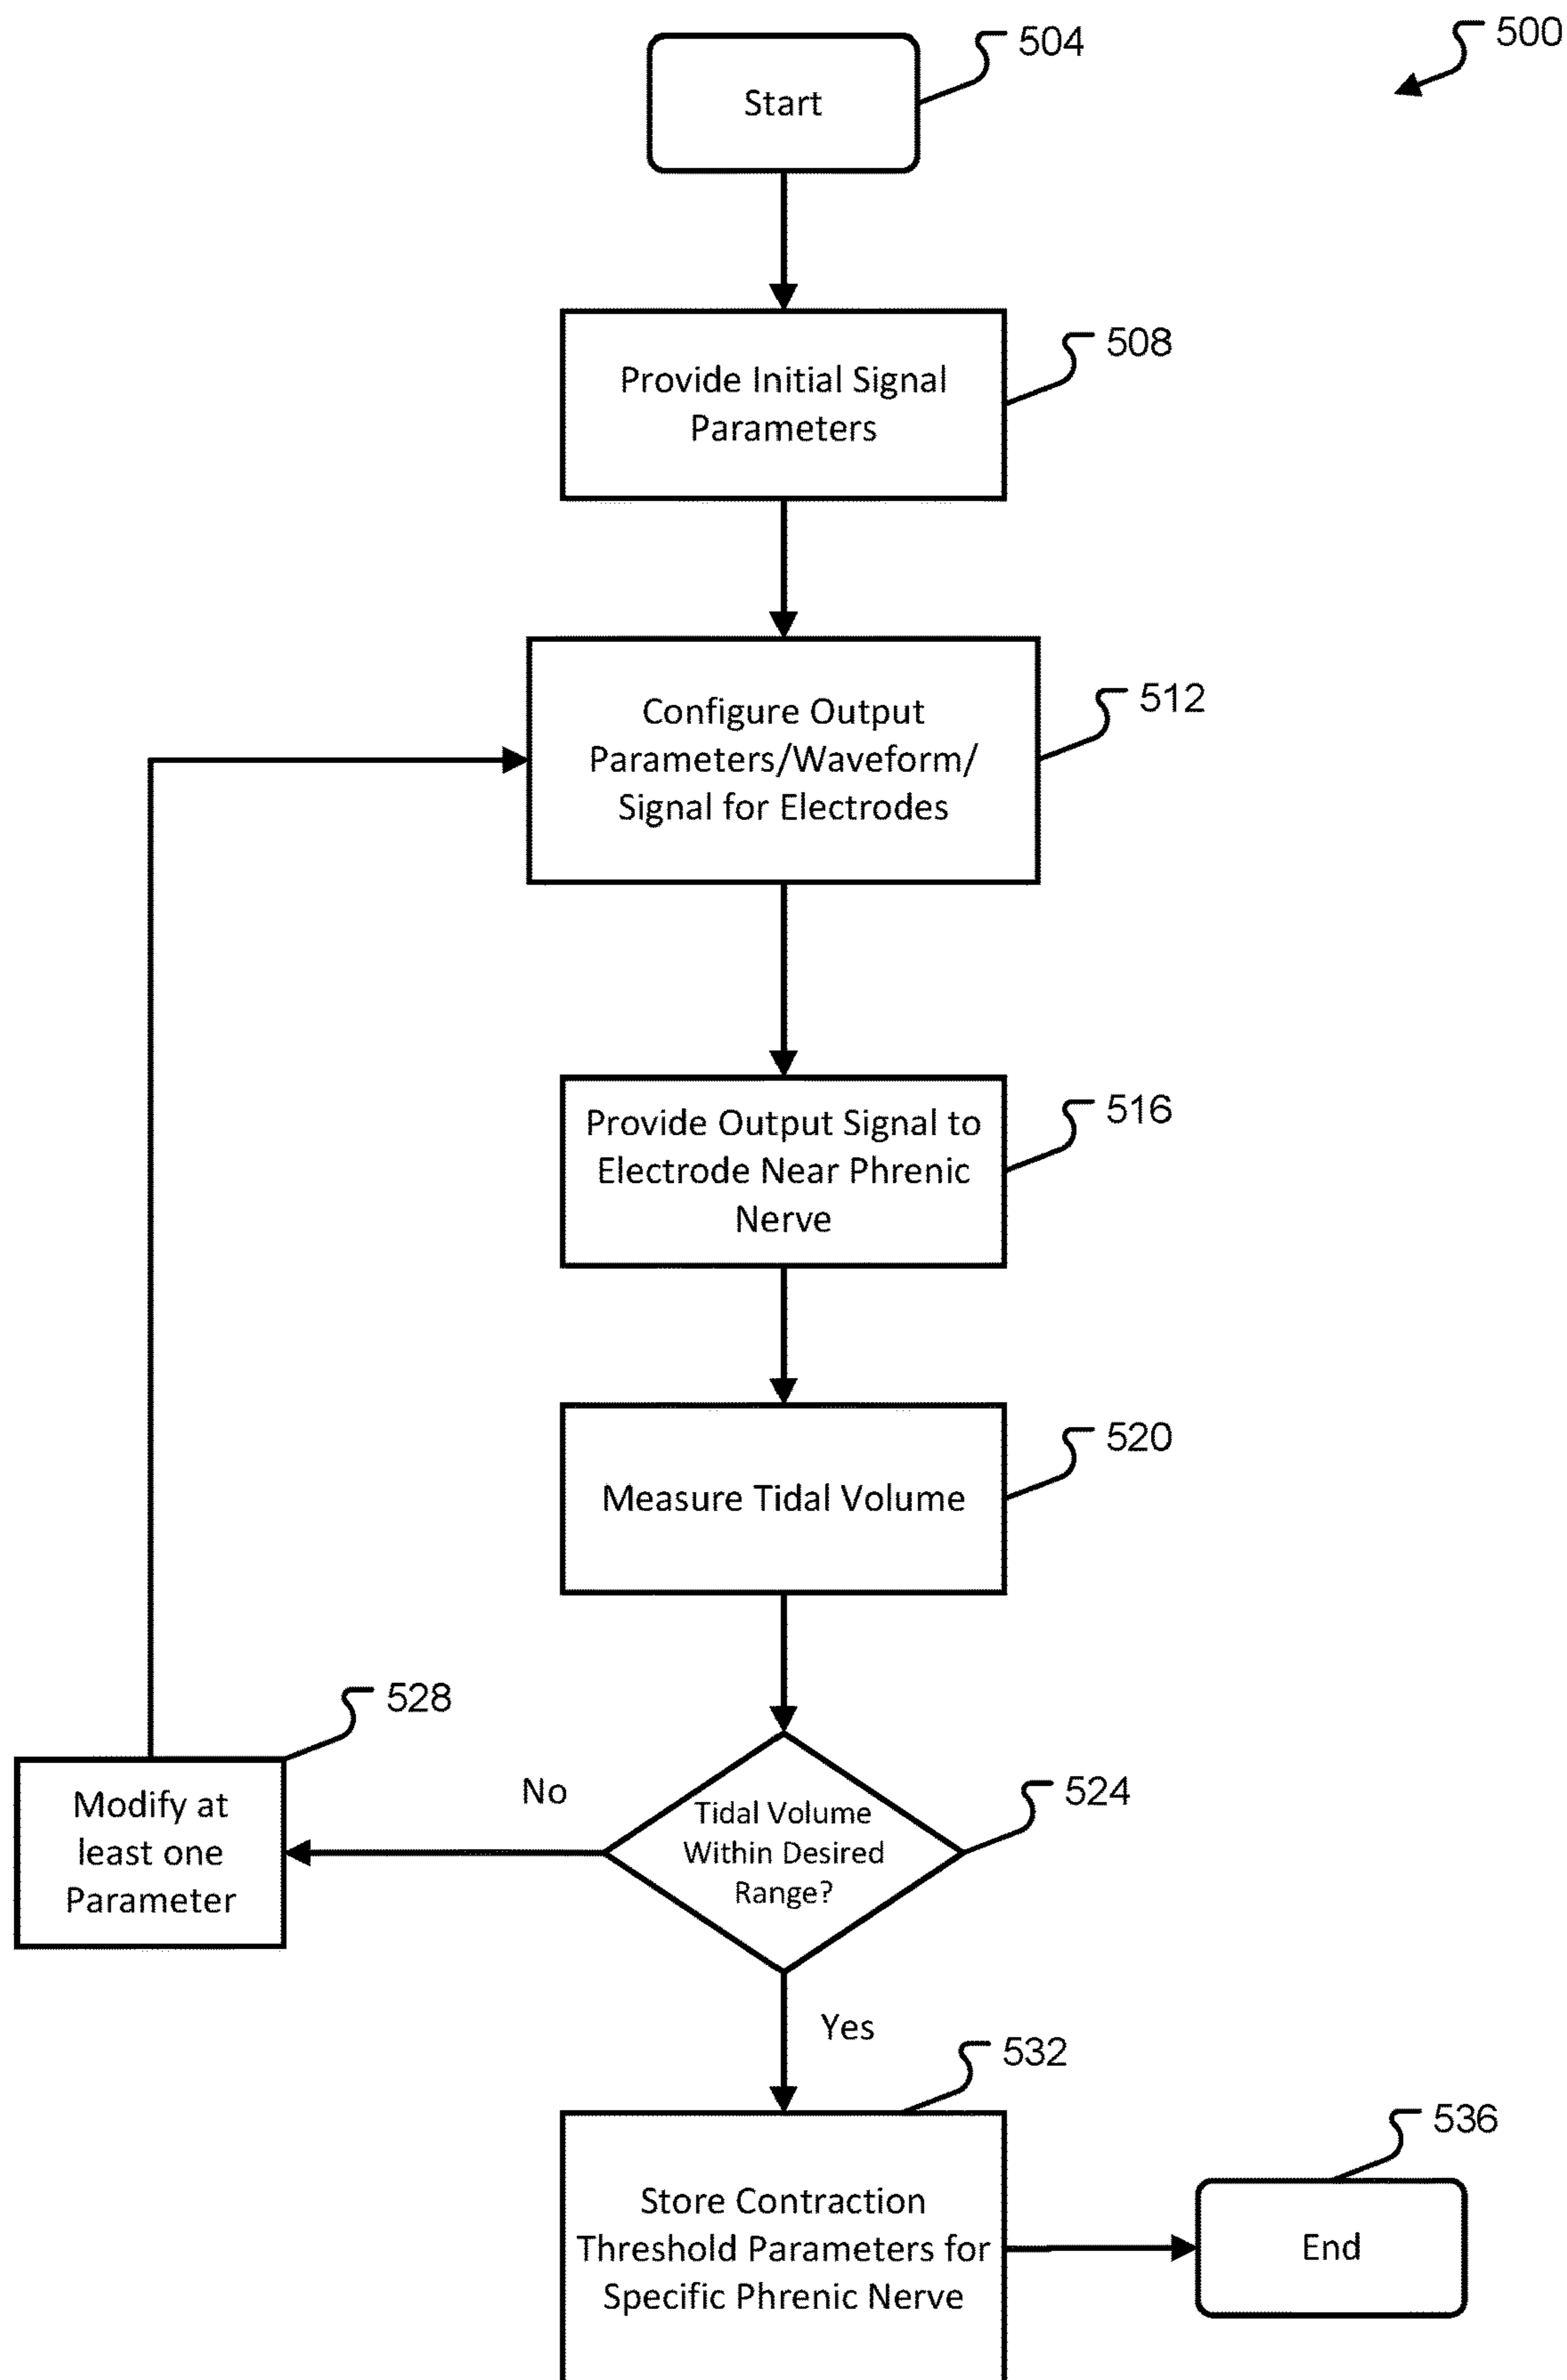 500
504
Start
508
Provide Initial Signal
Parameters
512
Configure Output
Parameters/Waveform/
Signal for Electrodes
516
Provide Output Signal to
Electrode Near Phrenic
Nerve
520
Measure Tidal Volume
524
Tidal Volume
Within Desired
Range?
No
528
Modify at
least one
Parameter
Yes
532
Store Contraction
Threshold Parameters for
Specific Phrenic Nerve
536
End